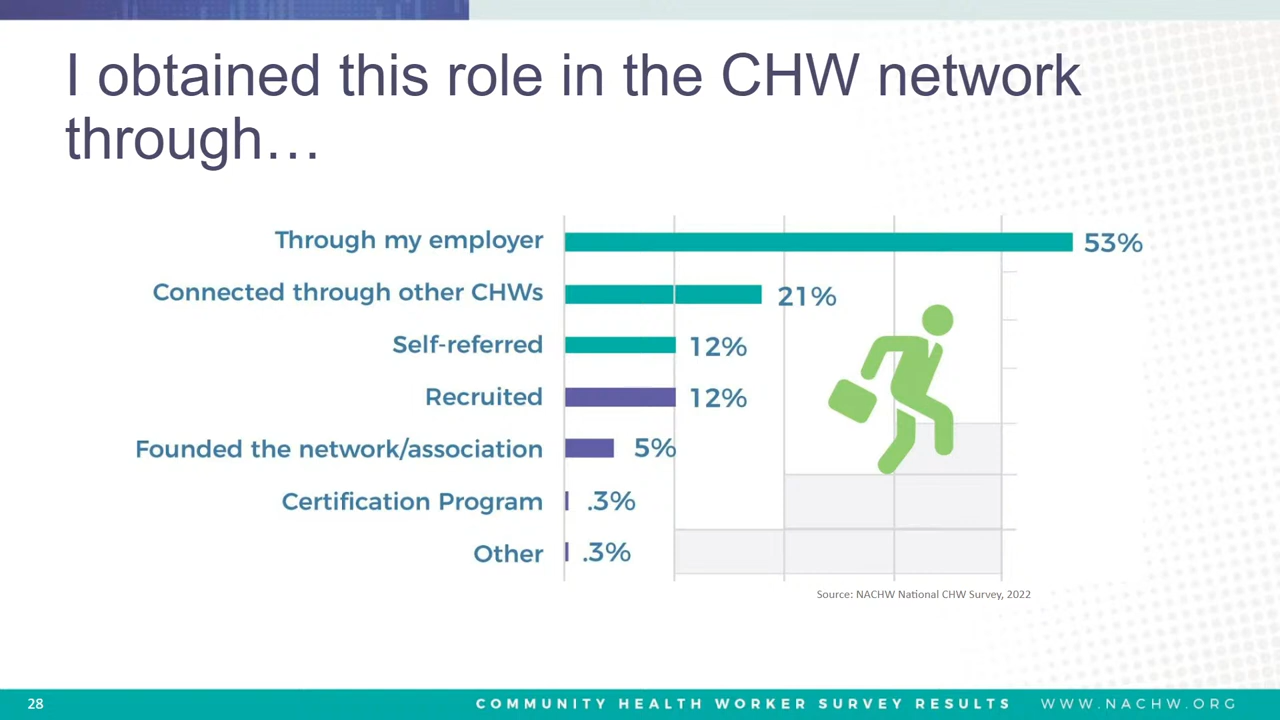 I obtained this role in the CHW network
through…
Through my employer 53%
Connected through other CHWs 21%
Self-referred 12%
Recruited 12%
Founded the network/association 5%
Certification Program .3%
Other .3%
Source: NACHW National CHW Survey, 2022
28 COMMUNITY HEALTH WORKER SURVEY RESULTS WWW.NACHW.ORG